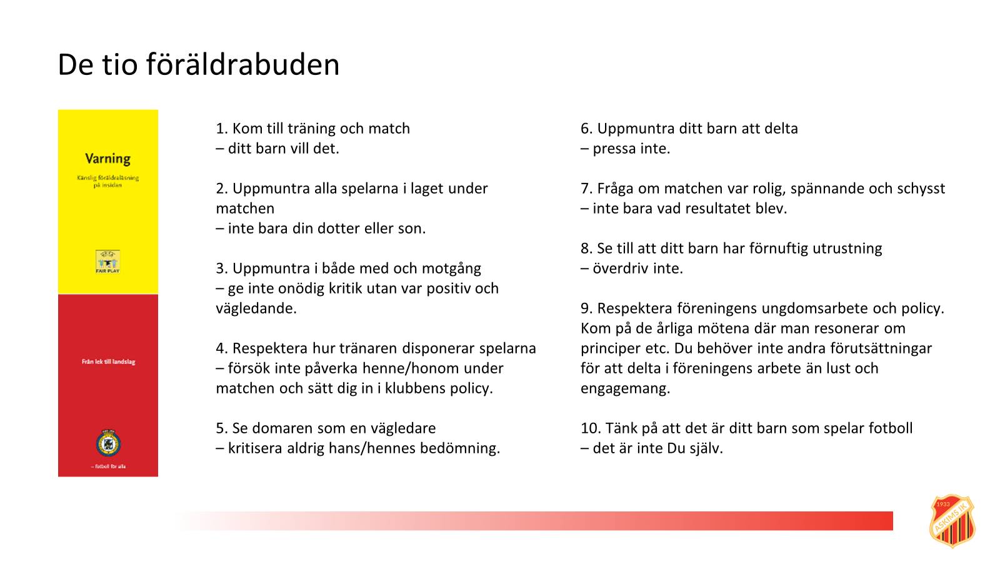 De tio föräldrabuden
Varning
Känslig föräldraläsning
på insidan
FAIR PLAY
Från lek till landslag
– fotboll för alla
1. Kom till träning och match
– ditt barn vill det.
2. Uppmuntra alla spelarna i laget under
matchen
– inte bara din dotter eller son.
3. Uppmuntra i både med och motgång
– ge inte onödig kritik utan var positiv och
vägledande.
4. Respektera hur tränaren disponerar spelarna
– försök inte påverka henne/honom under
matchen och sätt dig in i klubbens policy.
5. Se domaren som en vägledare
– kritisera aldrig hans/hennes bedömning.
6. Uppmuntra ditt barn att delta
– pressa inte.
7. Fråga om matchen var rolig, spännande och schysst
– inte bara vad resultatet blev.
8. Se till att ditt barn har förnuftig utrustning
– överdriv inte.
9. Respektera föreningens ungdomsarbete och policy.
Kom på de årliga mötena där man resonerar om
principer etc. Du behöver inte andra förutsättningar
för att delta i föreningens arbete än lust och
engagemang.
10. Tänk på att det är ditt barn som spelar fotboll
– det är inte Du själv.
1933
ASKIMS IK